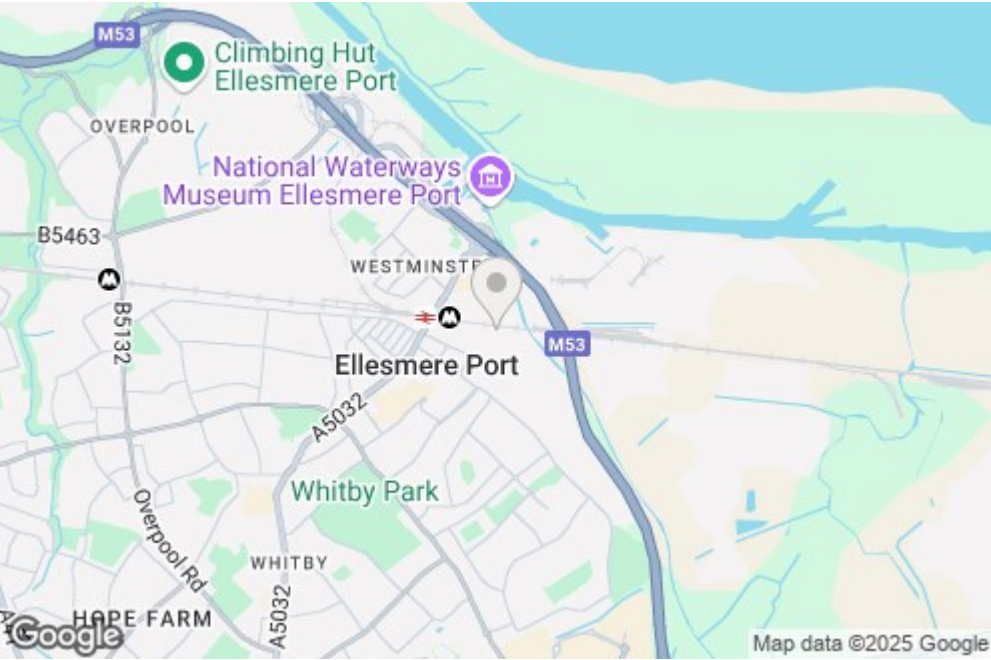 M53
Climbing Hut
Ellesmere Port
OVERPOOL
National Waterways
Museum Ellesmere Port
B5463
WESTMINSTE
B5132
Ellesmere Port
M53
A5032
Whitby Park
Overpool Rd
WHITBY
A5032
HOPE FARM
Google
Map data ©2025 Google